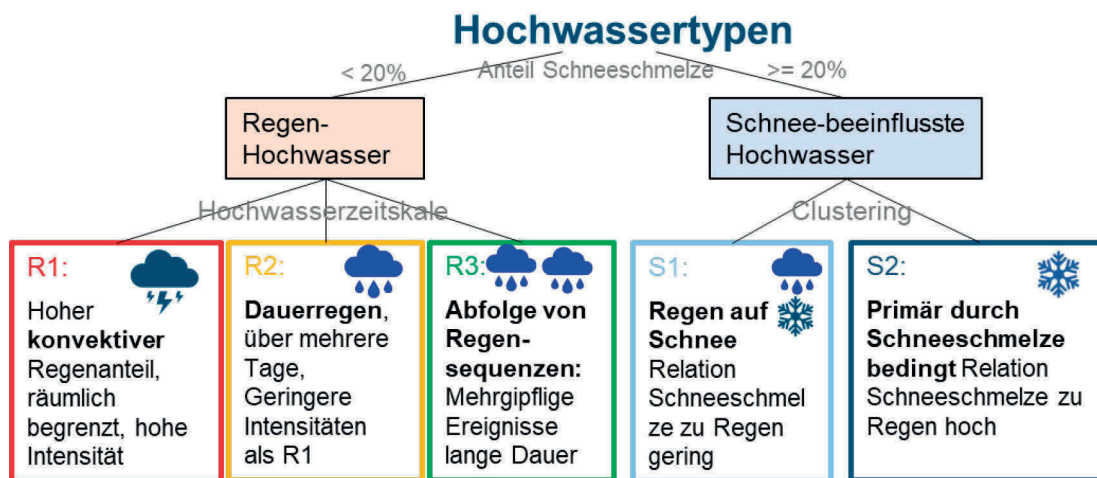 Hochwassertypen
< 20%
Anteil Schneeschmelze
>= 20%
Regen-
Hochwasser
Schnee-beeinflusste
Hochwasser
Hochwasserzeitskale
Clustering
R1:
Hoher
konvektiver
Regenanteil,
räumlich
begrenzt, hohe
Intensität
R2:
Dauerregen,
über mehrere
Tage,
Geringere
Intensitäten
als R1
R3:
Abfolge von
Regen-
sequenzen:
Mehrgipflige
Ereignisse
lange Dauer
S1:
Regen auf
Schnee
Relation
Schneeschmel
ze zu Regen
gering
S2:
Primär durch
Schneeschmelze
bedingt Relation
Schneeschmelze zu
Regen hoch